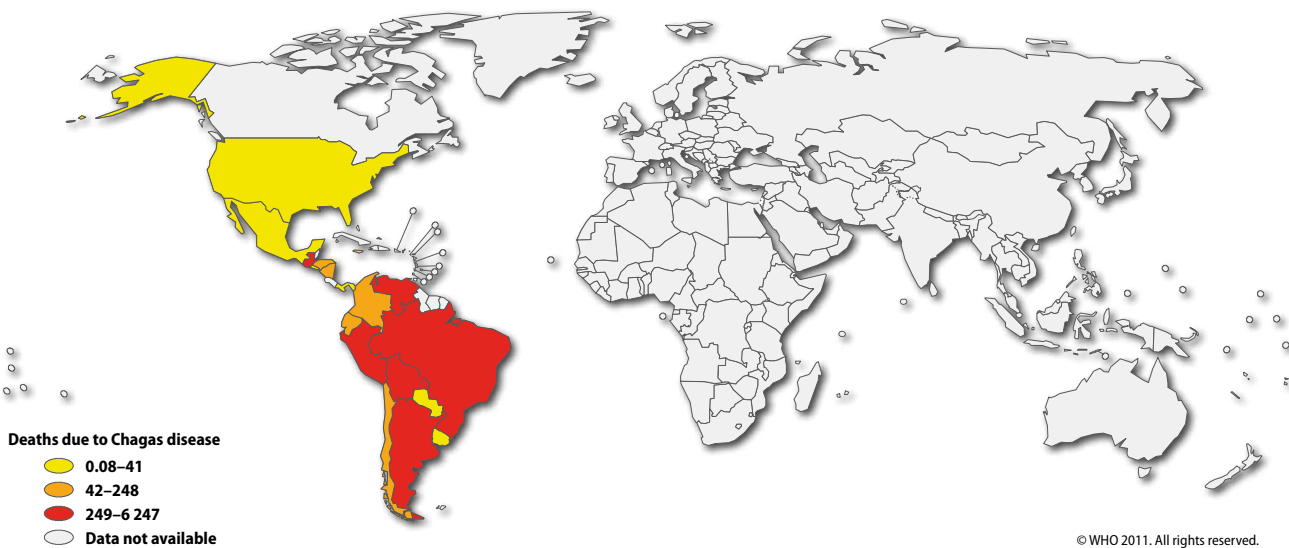 Deaths due to Chagas disease
0.08–41
42–248
249–6 247
Data not available
© WHO 2011. All rights reserved.